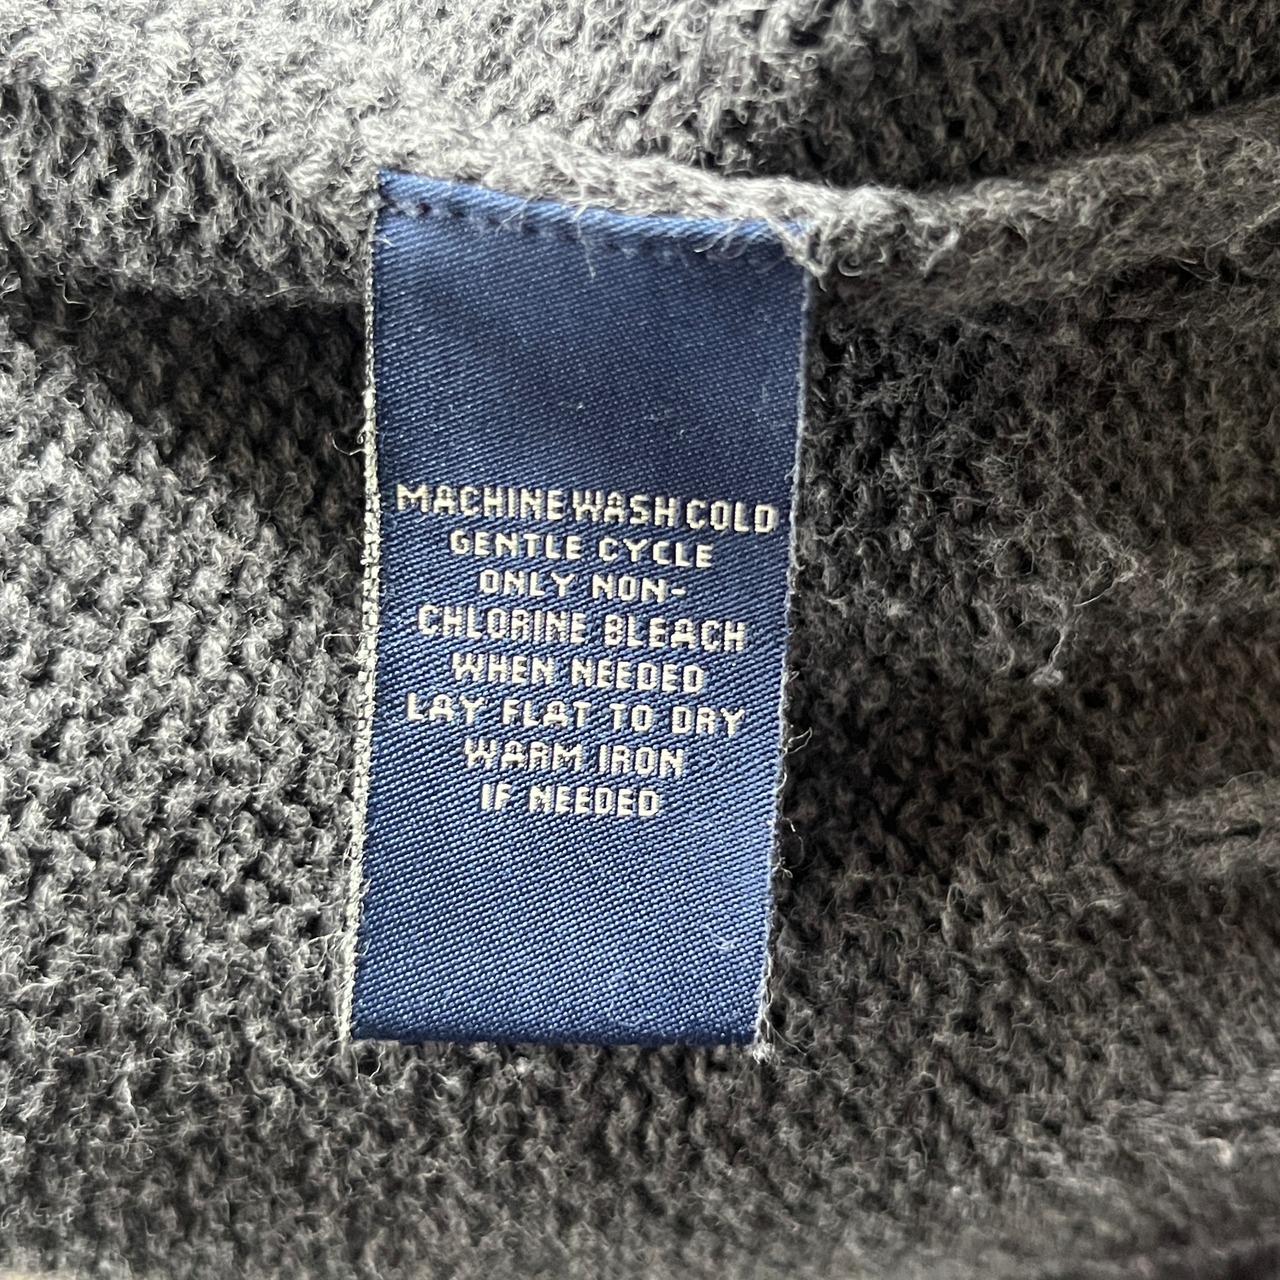 MACHINE WASH COLD
GENTLE CYCLE
ONLY NON-
CHLORINE BLEACH
WHEN NEEDED
LAY FLAT TO DRY
WARM IRON
IF NEEDED